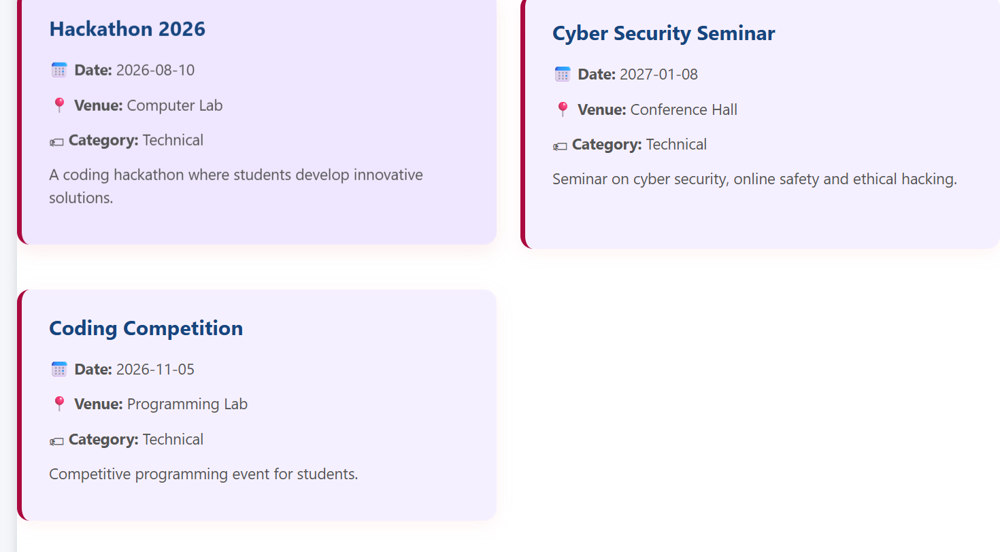 Hackathon 2026
Date: 2026-08-10
Venue: Computer Lab
Category: Technical
A coding hackathon where students develop innovative
solutions.
Cyber Security Seminar
Date: 2027-01-08
Venue: Conference Hall
Category: Technical
Seminar on cyber security, online safety and ethical hacking.
Coding Competition
Date: 2026-11-05
Venue: Programming Lab
Category: Technical
Competitive programming event for students.